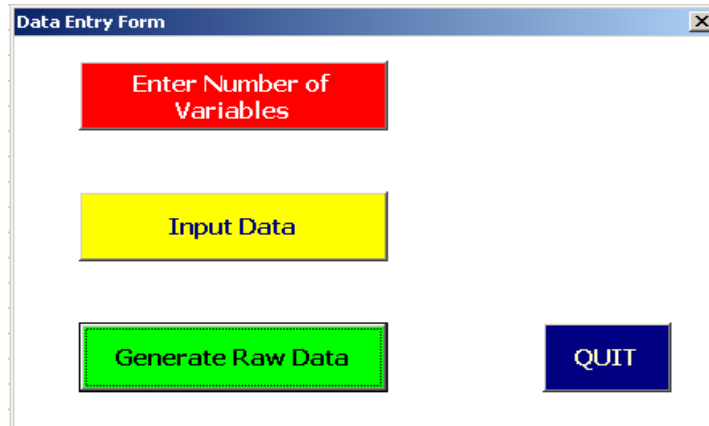 Data Entry Form
Enter Number of
Variables
Input Data
Generate Raw Data
QUIT